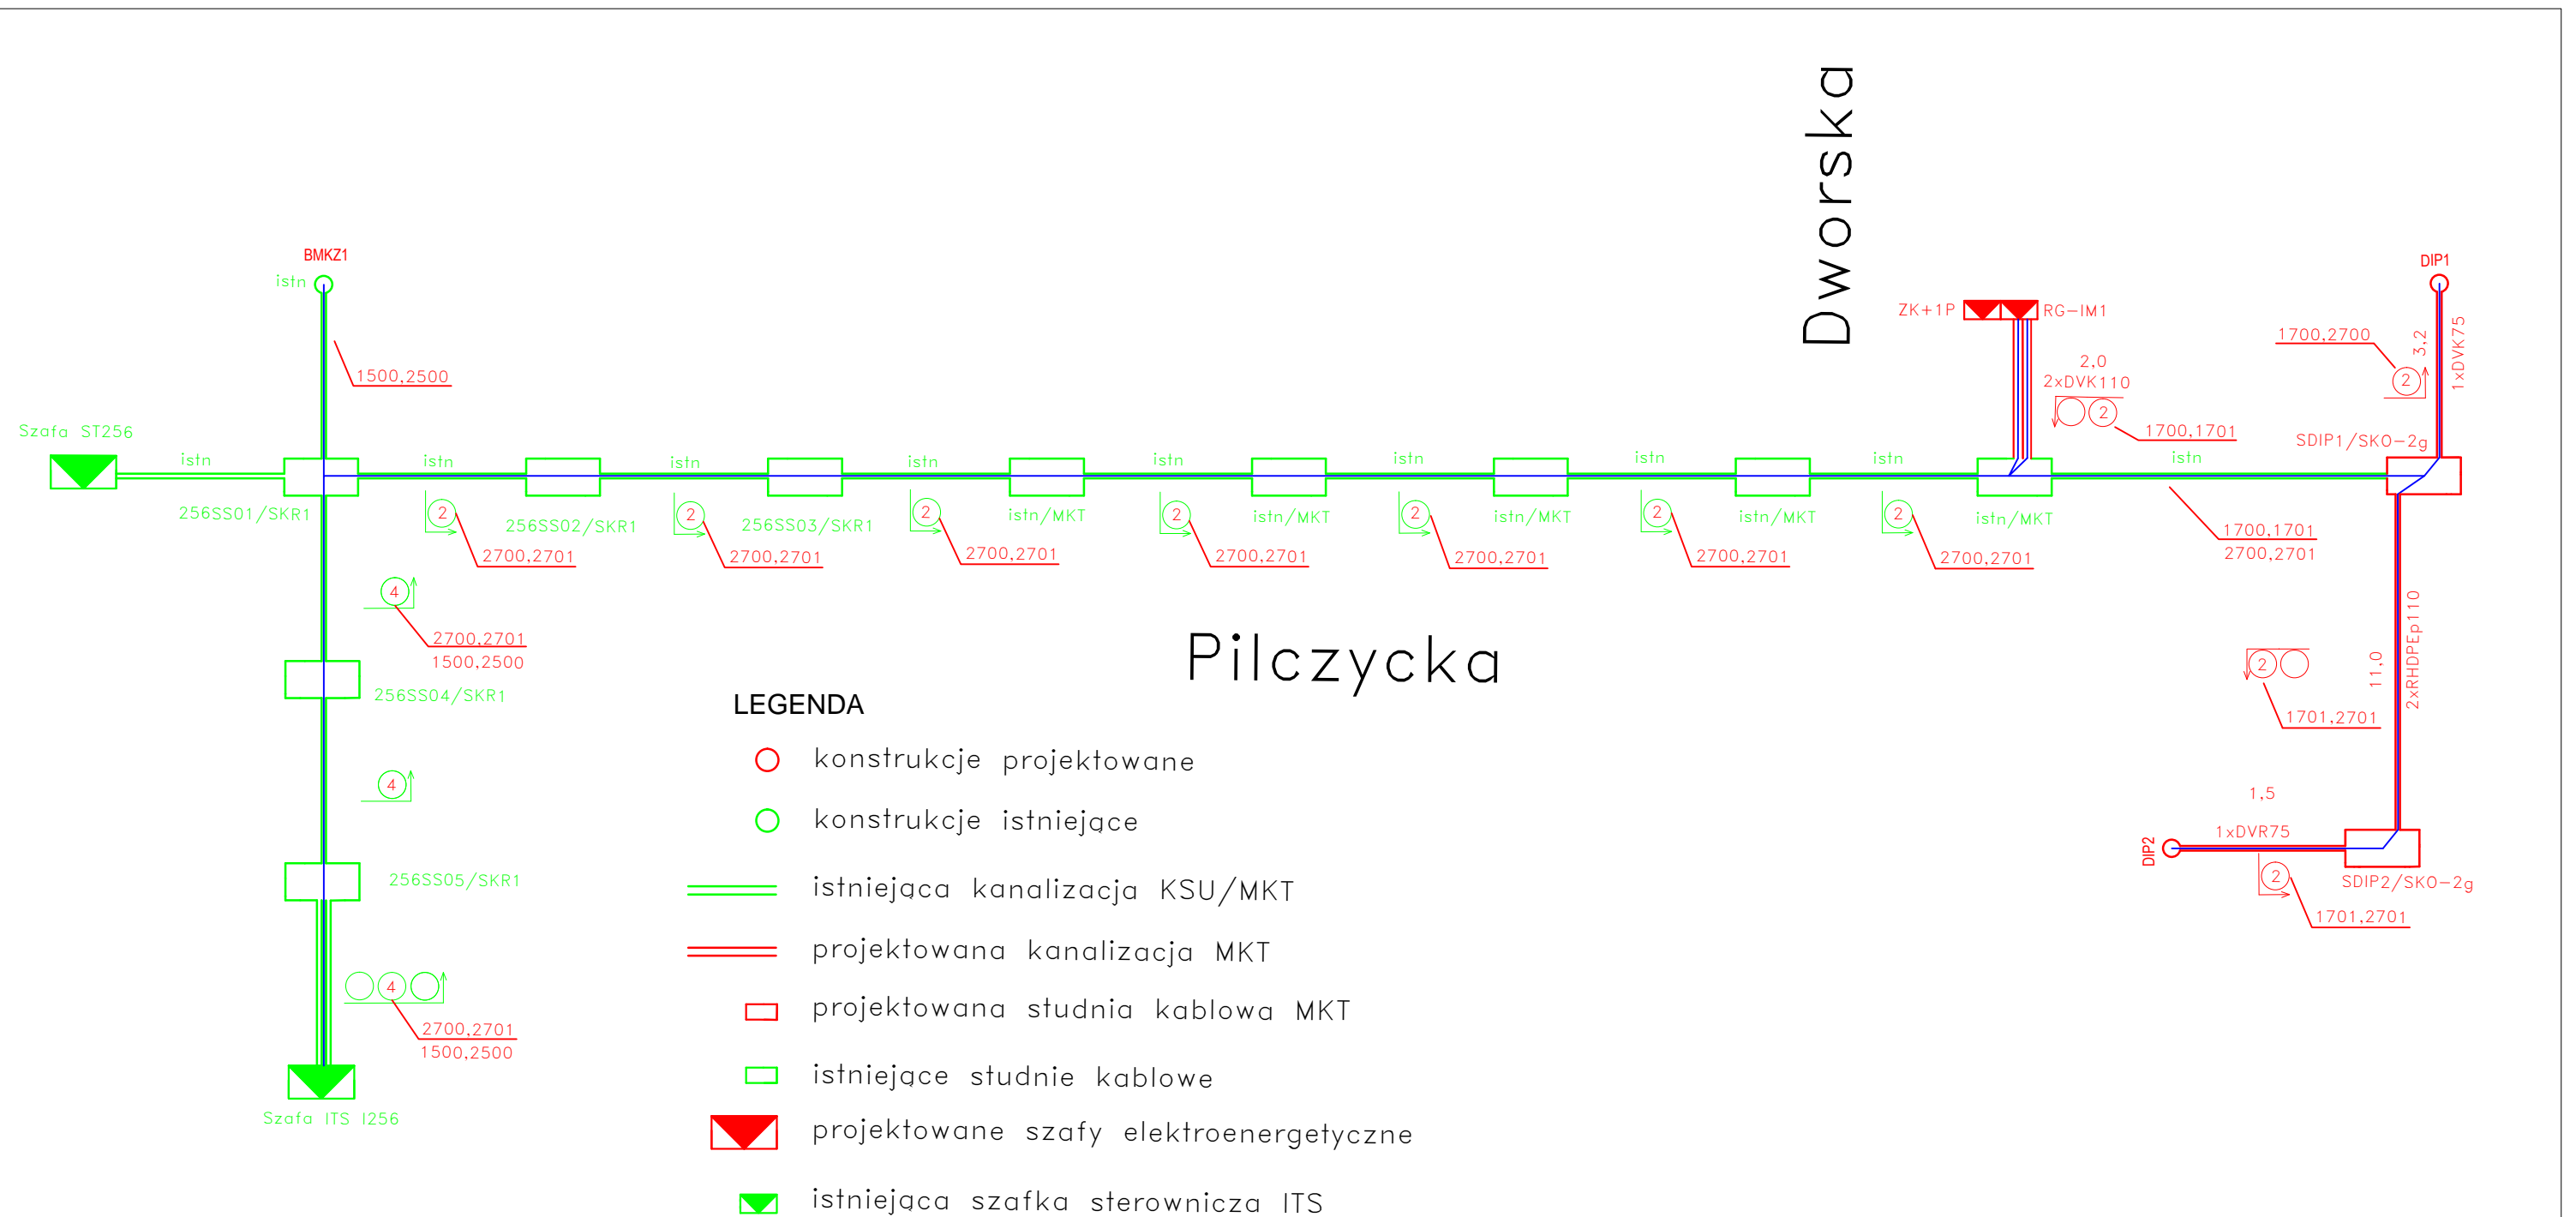 Dworska
BMKZ1
istn
DIP1
ZK+1P
RG-IM1
1700,2700
3,2
1xDVK75
2
2,0
2xDVK110
2
1700,1701
1500,2500
Szafa ST256
istn
istn
istn
istn
istn
istn
istn
istn
istn
SDIP1/SKO-2g
256SS01/SKR1
2
256SS02/SKR1
2
256SS03/SKR1
2
istn/MKT
2
istn/MKT
2
istn/MKT
2
istn/MKT
2
istn/MKT
2700,2701
2700,2701
2700,2701
2700,2701
2700,2701
2700,2701
2700,2701
1700,1701
2700,2701
4
2700,2701
1500,2500
256SS04/SKR1
Pilczycka
2
11,0
2xRHDPEp110
1701,2701
4
1,5
1xDVR75
DIP2
2
SDIP2/SKO-2g
1701,2701
256SS05/SKR1
4
2700,2701
1500,2500
Szafa ITS I256
LEGENDA
konstrukcje projektowane
konstrukcje istniejące
istniejąca kanalizacja KSU/MKT
projektowana kanalizacja MKT
projektowana studnia kablowa MKT
istniejące studnie kablowe
projektowane szafy elektroenergetyczne
istniejąca szafka sterownicza ITS